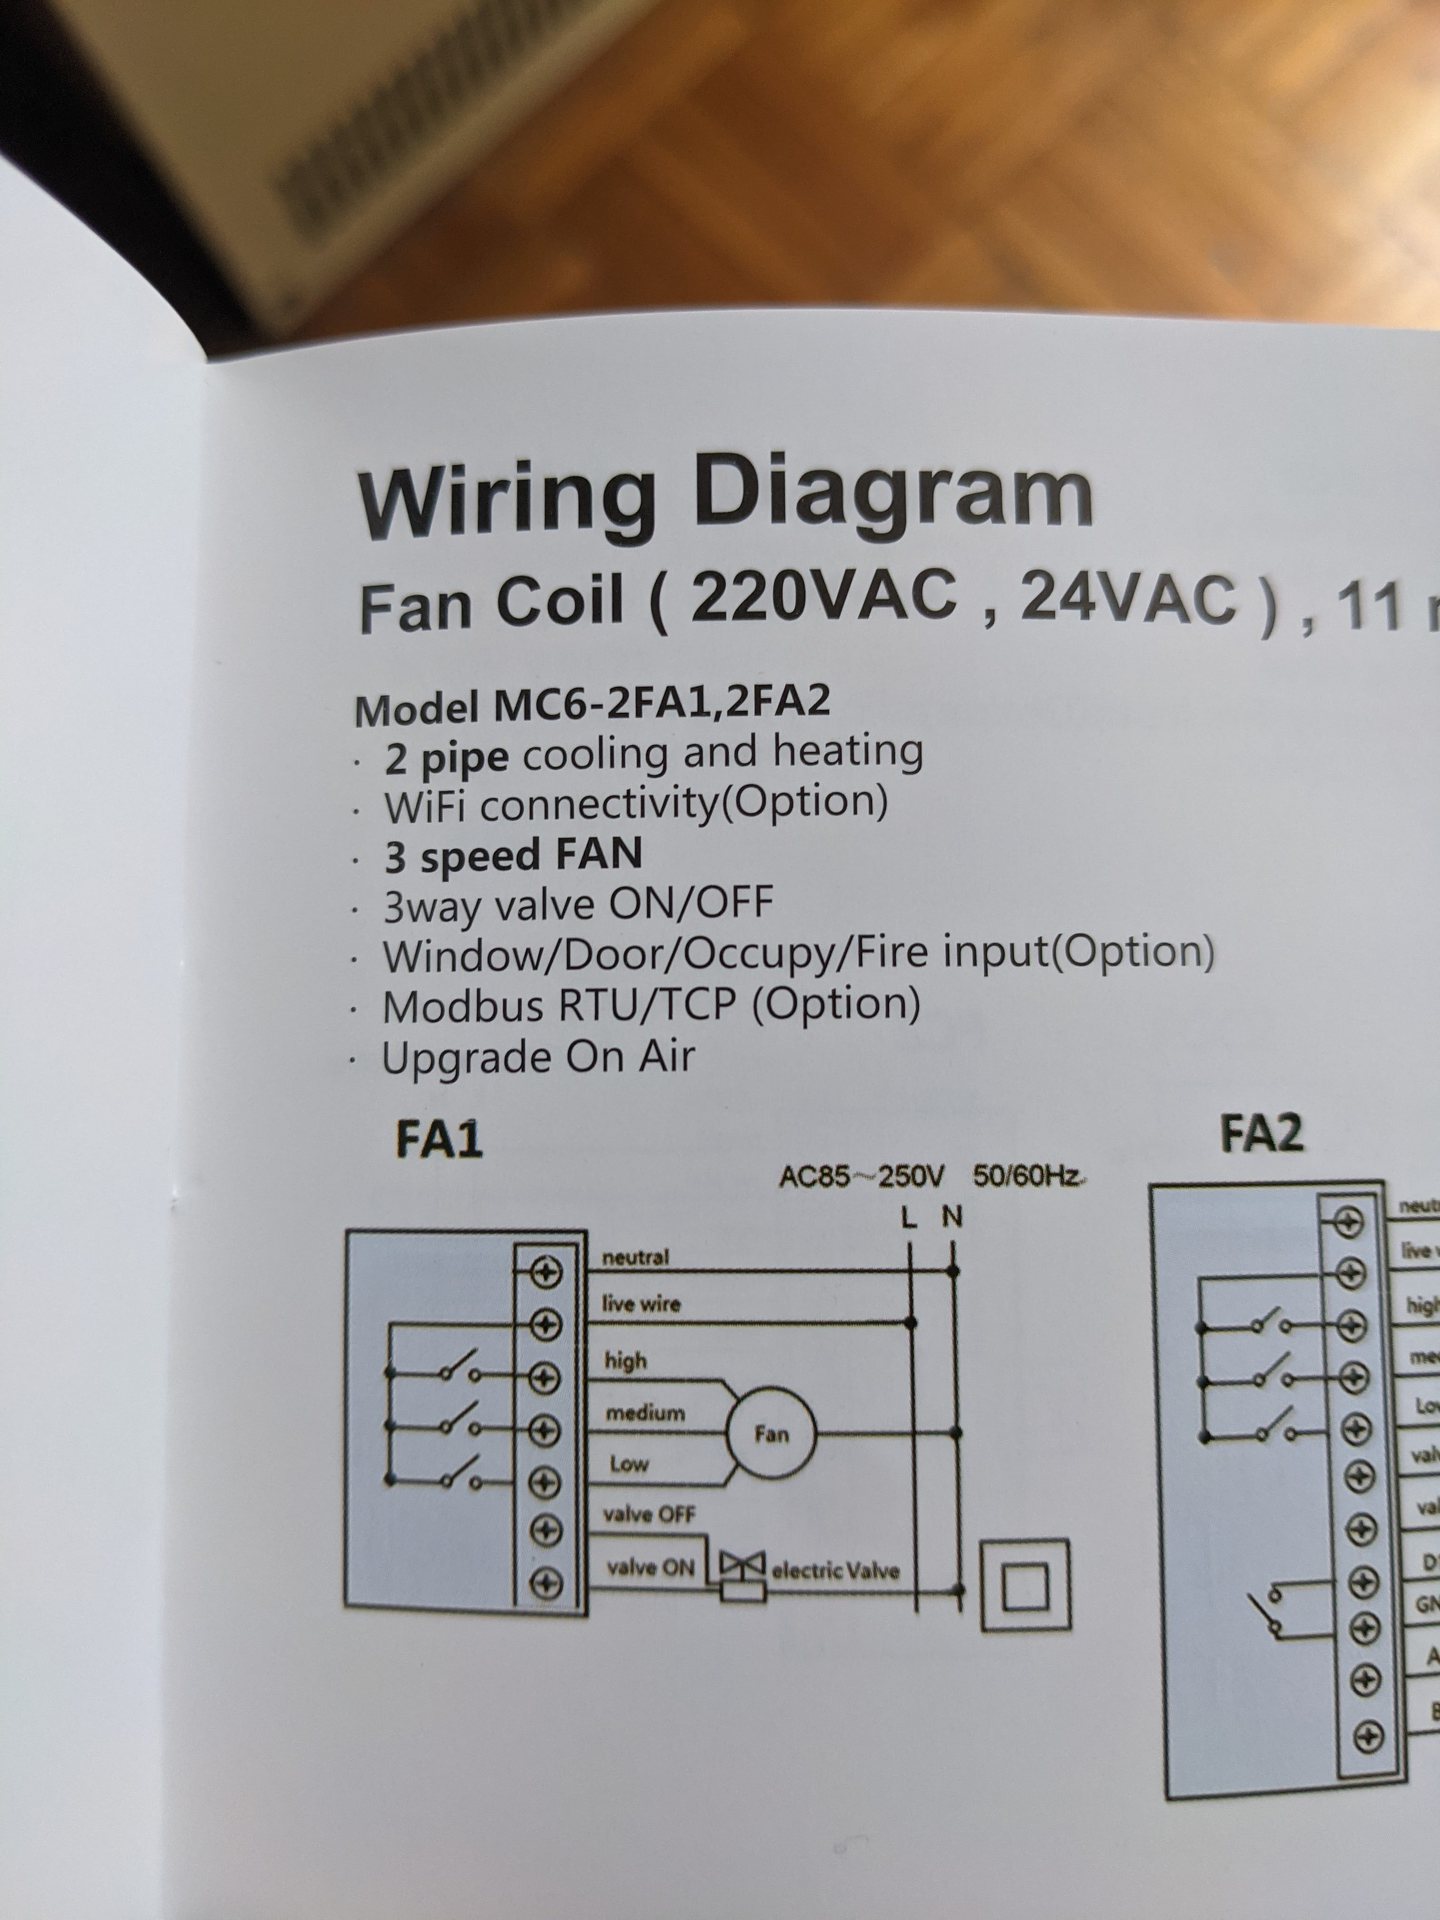 Wiring Diagram
Fan Coil ( 220VAC , 24VAC ) , 11
Model MC6-2FA1,2FA2
· 2 pipe cooling and heating
· WiFi connectivity(Option)
· 3 speed FAN
· 3way valve ON/OFF
· Window/Door/Occupy/Fire input(Option)
· Modbus RTU/TCP (Option)
· Upgrade On Air
FA1
AC85～250V 50/60Hz
L N
neutral
live wire
high
medium
Fan
Low
valve OFF
valve ON
electric Valve
FA2
live
high